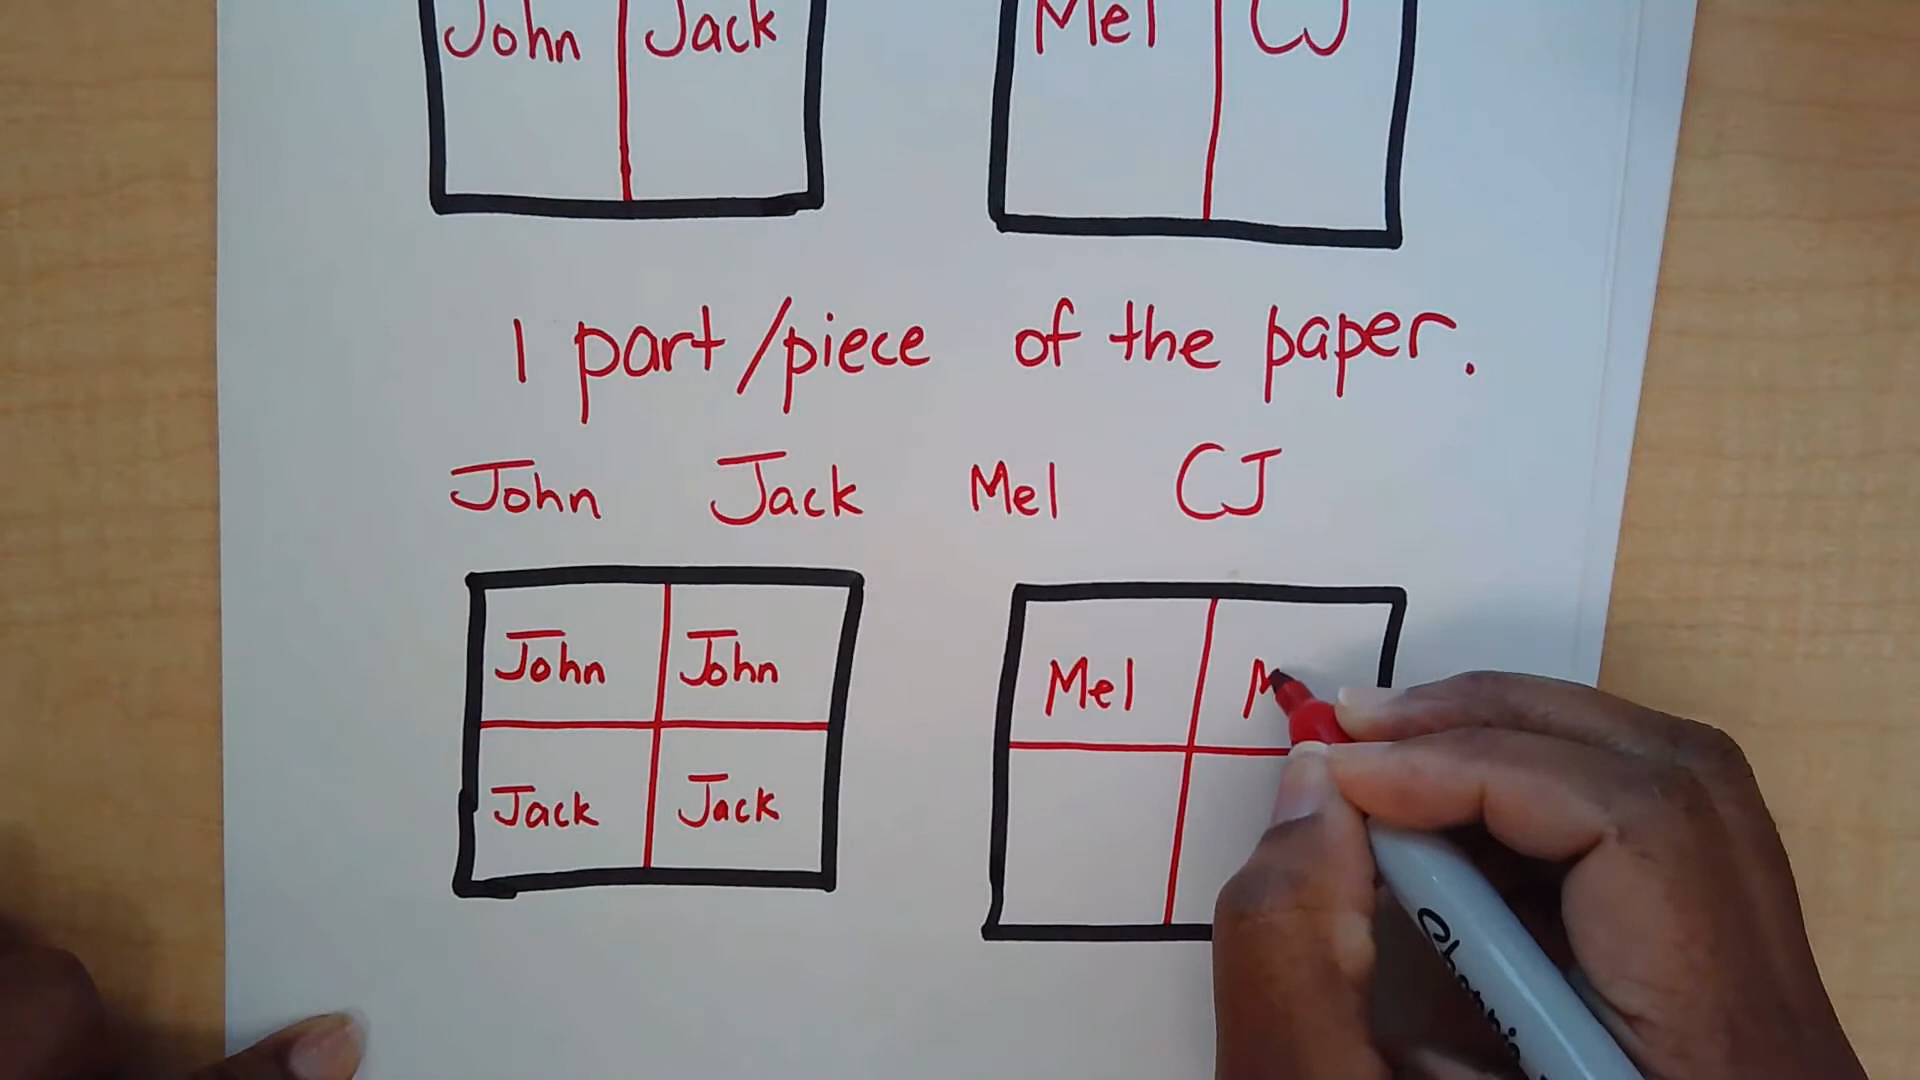 John Jack Mel CJ
1 part/piece of the paper.
John Jack Mel CJ
John John Mel M
Jack Jack
Sharpie